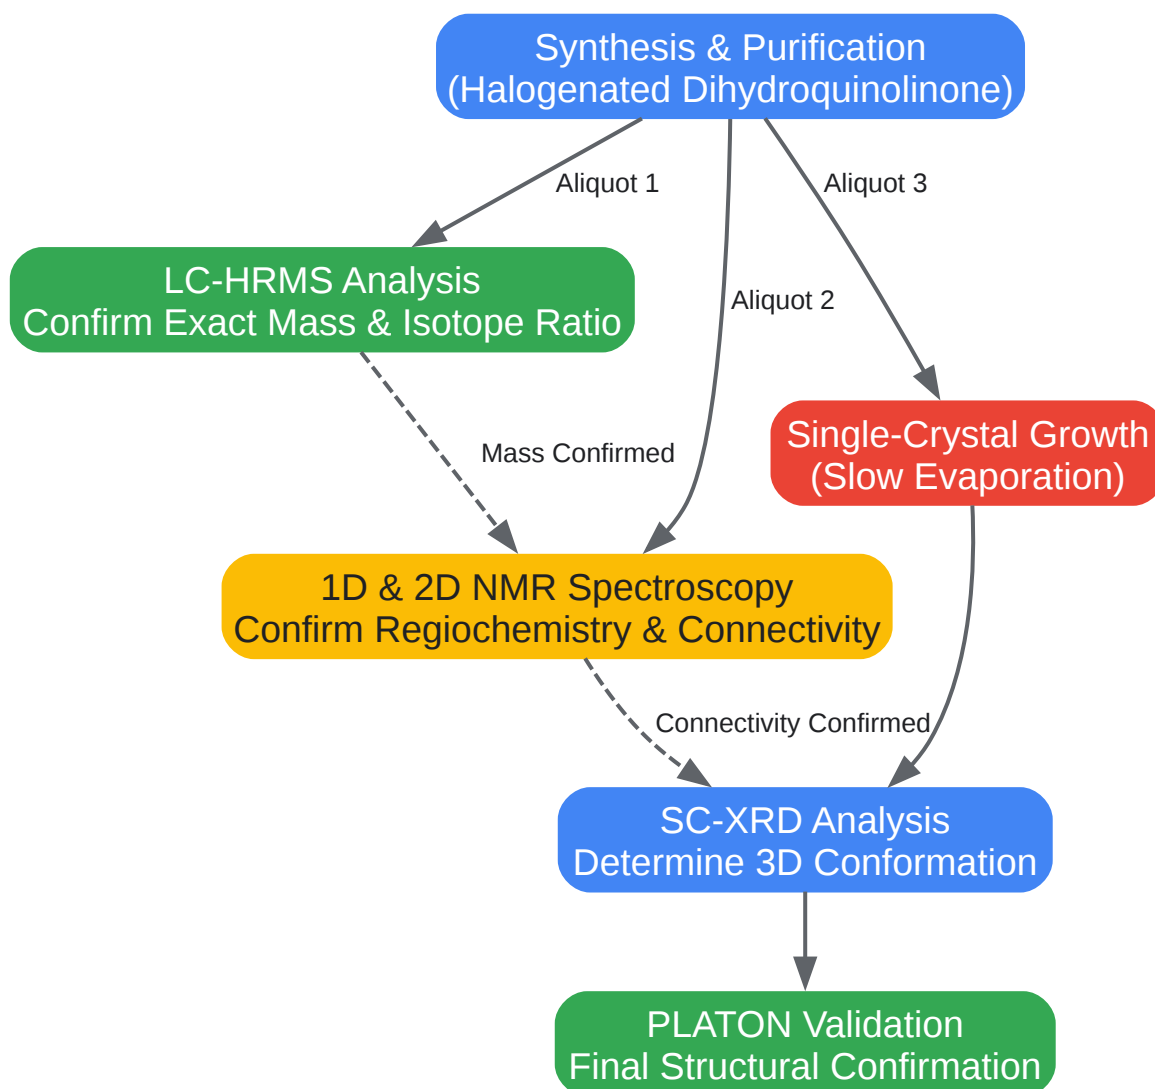 Synthesis & Purification
(Halogenated Dihydroquinolinone)
Aliquot 1
Aliquot 3
LC-HRMS Analysis
Confirm Exact Mass & Isotope Ratio
Aliquot 2
Single-Crystal Growth
(Slow Evaporation)
Mass Confirmed
1D & 2D NMR Spectroscopy
Confirm Regiochemistry & Connectivity
Connectivity Confirmed
SC-XRD Analysis
Determine 3D Conformation
PLATON Validation
Final Structural Confirmation